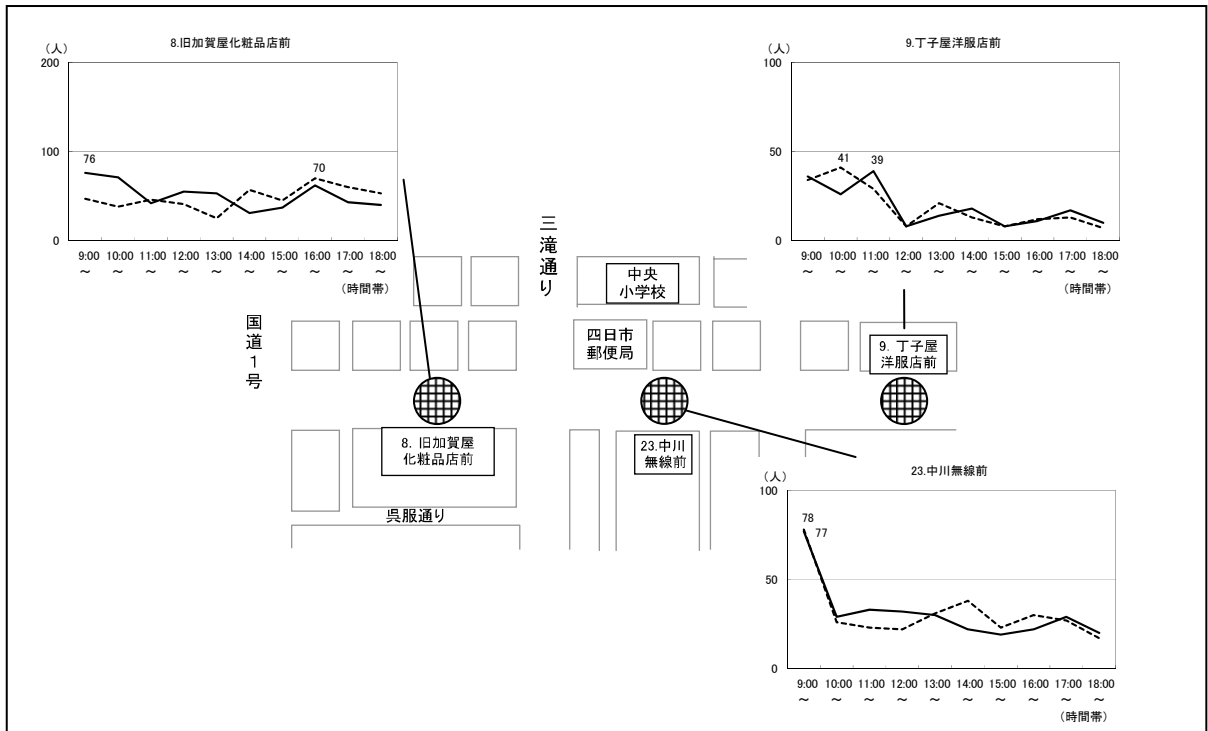 8.旧加賀屋化粧品店前
(人)
200
100
0
76
70
9:00 10:00 11:00 12:00 13:00 14:00 15:00 16:00 17:00 18:00
～ ～ ～ ～ ～ ～ ～ ～ ～ ～
(時間帯)
9.丁子屋洋服店前
(人)
100
50
0
41
39
9:00 10:00 11:00 12:00 13:00 14:00 15:00 16:00 17:00 18:00
～ ～ ～ ～ ～ ～ ～ ～ ～ ～
(時間帯)
三滝通り
中央
小学校
国道1号
四日市
郵便局
9. 丁子屋
洋服店前
8. 旧加賀屋
化粧品店前
23.中川
無線前
呉服通り
23.中川無線前
(人)
100
50
0
78
77
9:00 10:00 11:00 12:00 13:00 14:00 15:00 16:00 17:00 18:00
～ ～ ～ ～ ～ ～ ～ ～ ～ ～
(時間帯)